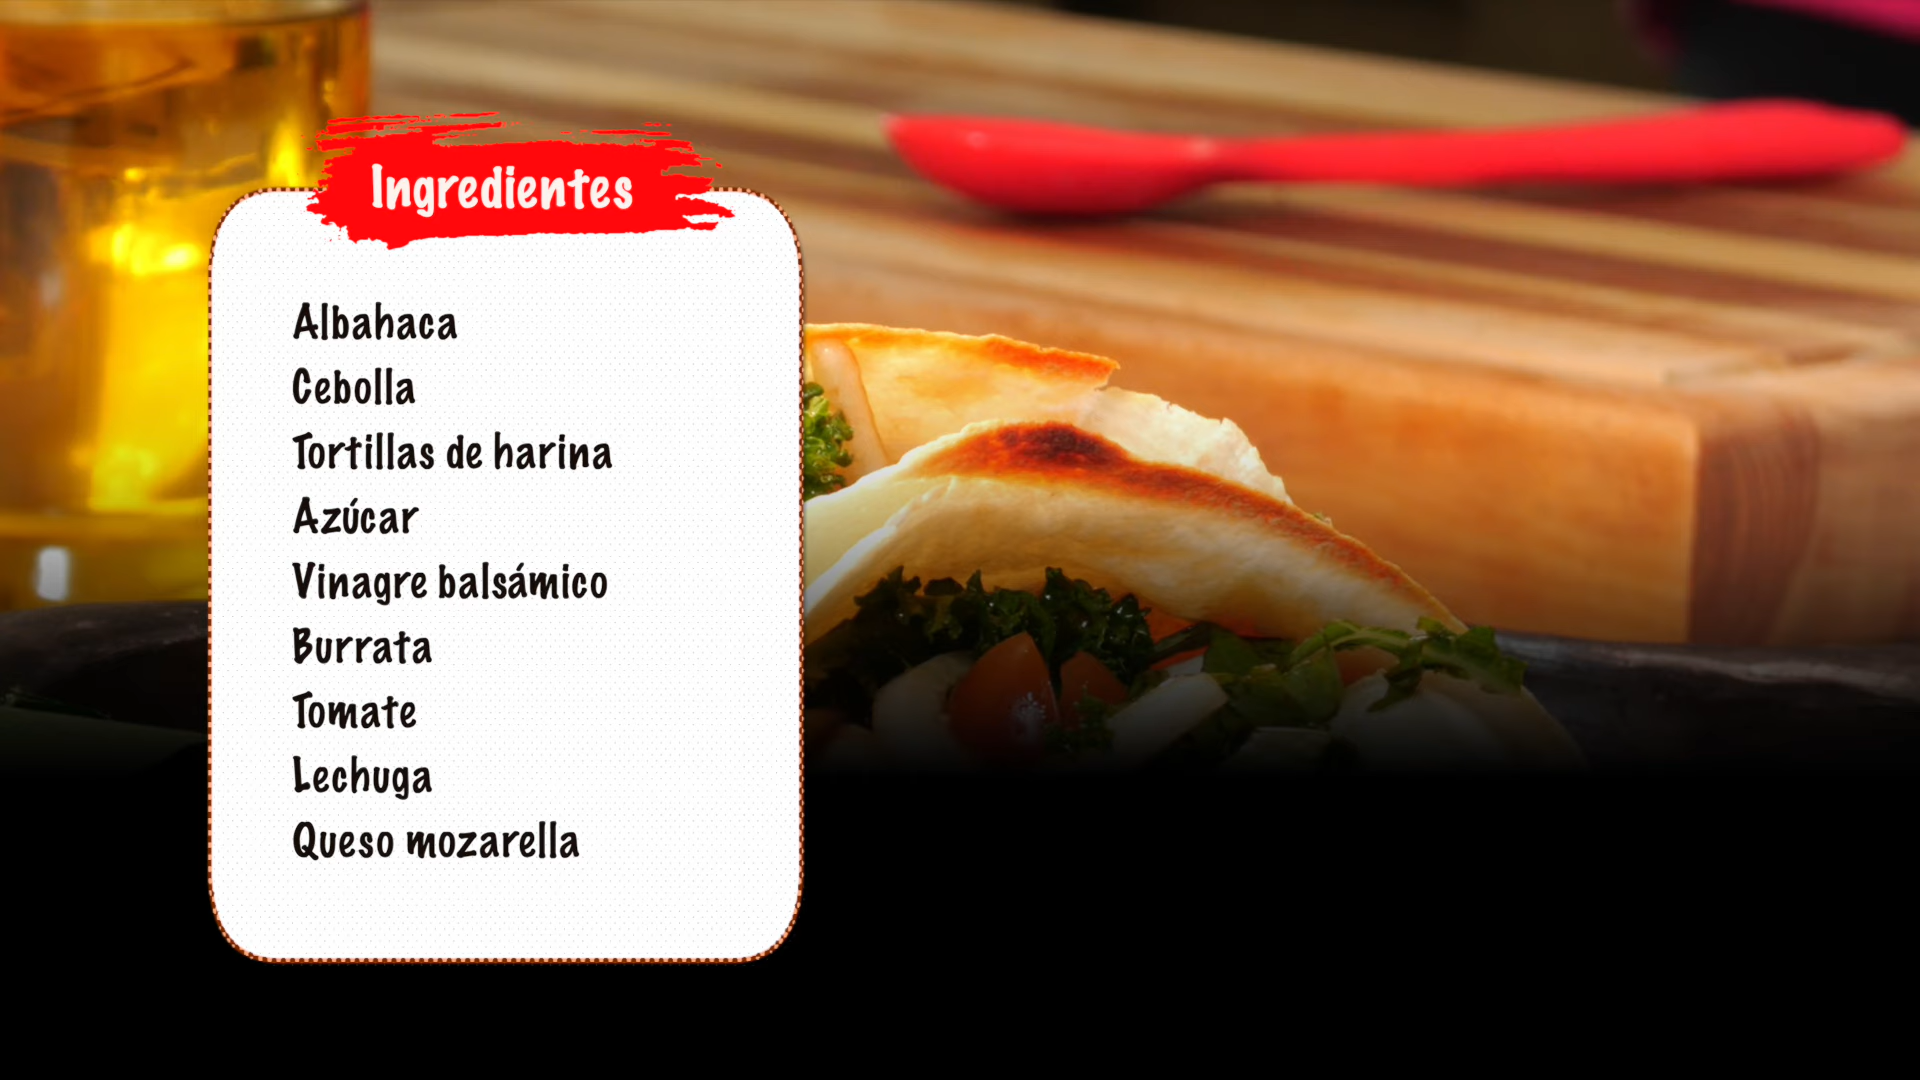 Ingredientes
Albahaca
Cebolla
Tortillas de harina
Azúcar
Vinagre balsámico
Burrata
Tomate
Lechuga
Queso mozarella